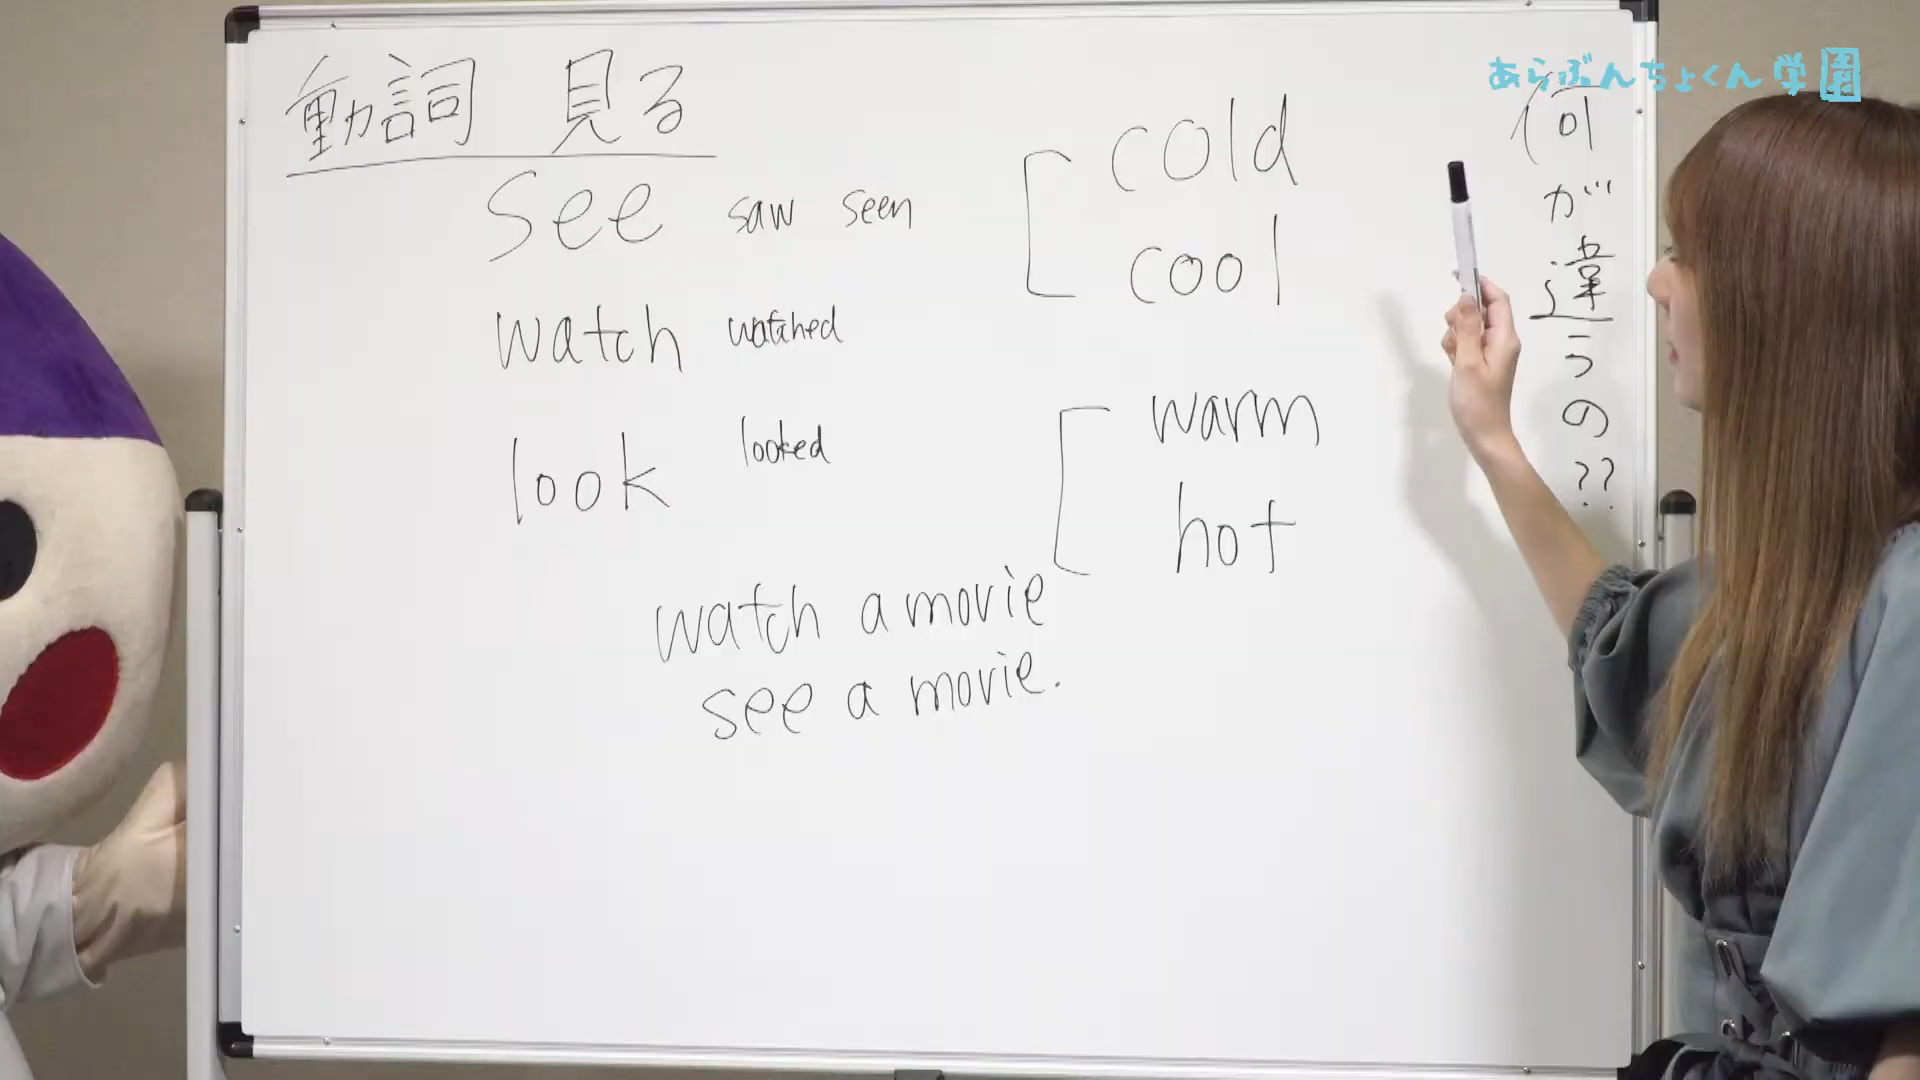 あらぶんちょくん学園
動詞 見る
see saw seen
watch watched
look looked
watch a movie
see a movie.
cold
cool
warm
hot
何が違うの??